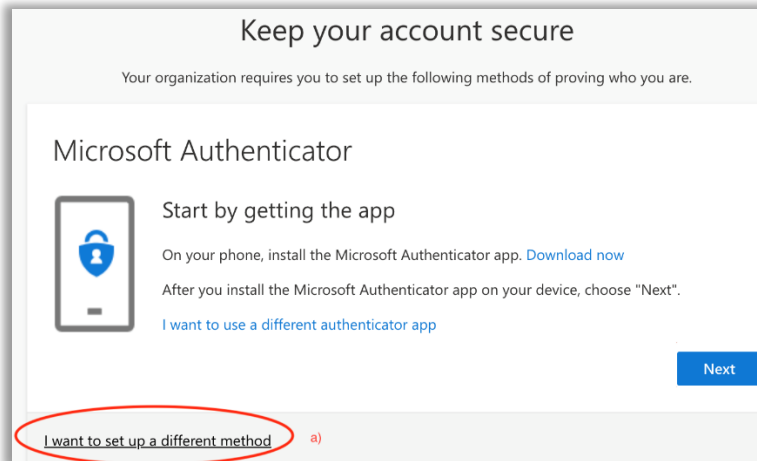 Keep your account secure
Your organization requires you to set up the following methods of proving who you are.
Microsoft Authenticator
Start by getting the app
On your phone, install the Microsoft Authenticator app. Download now
After you install the Microsoft Authenticator app on your device, choose "Next".
I want to use a different authenticator app
Next
I want to set up a different method a)